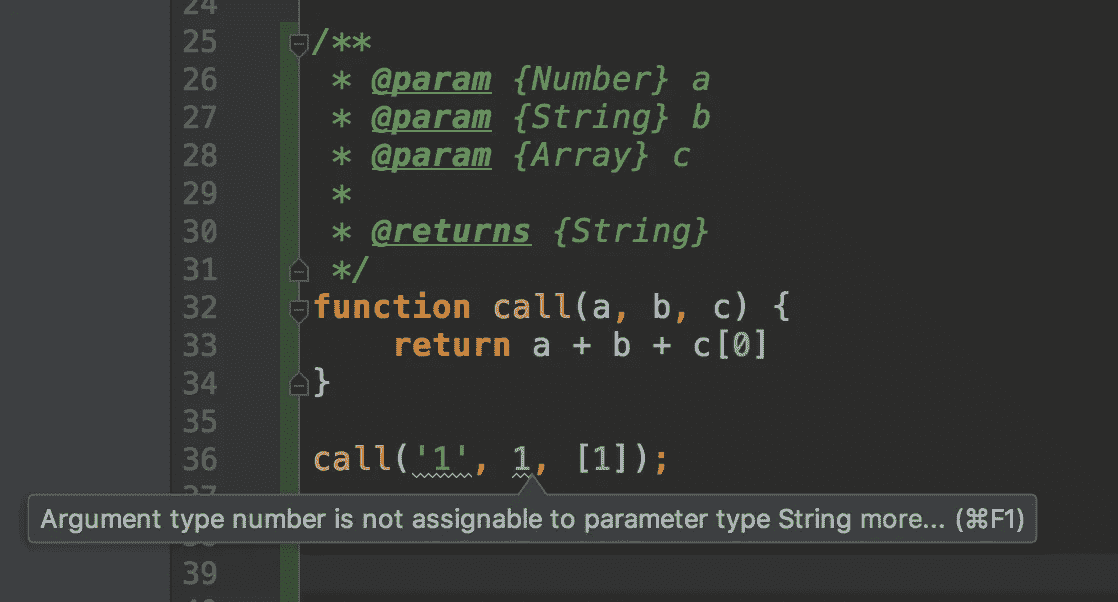 24
25 /**
26 * @param {Number} a
27 * @param {String} b
28 * @param {Array} c
29 *
30 * @returns {String}
31 */
32 function call(a, b, c) {
33 return a + b + c[0]
34 }
35
36 call('1', 1, [1]);
37
Argument type number is not assignable to parameter type String more... (⌘F1)
39